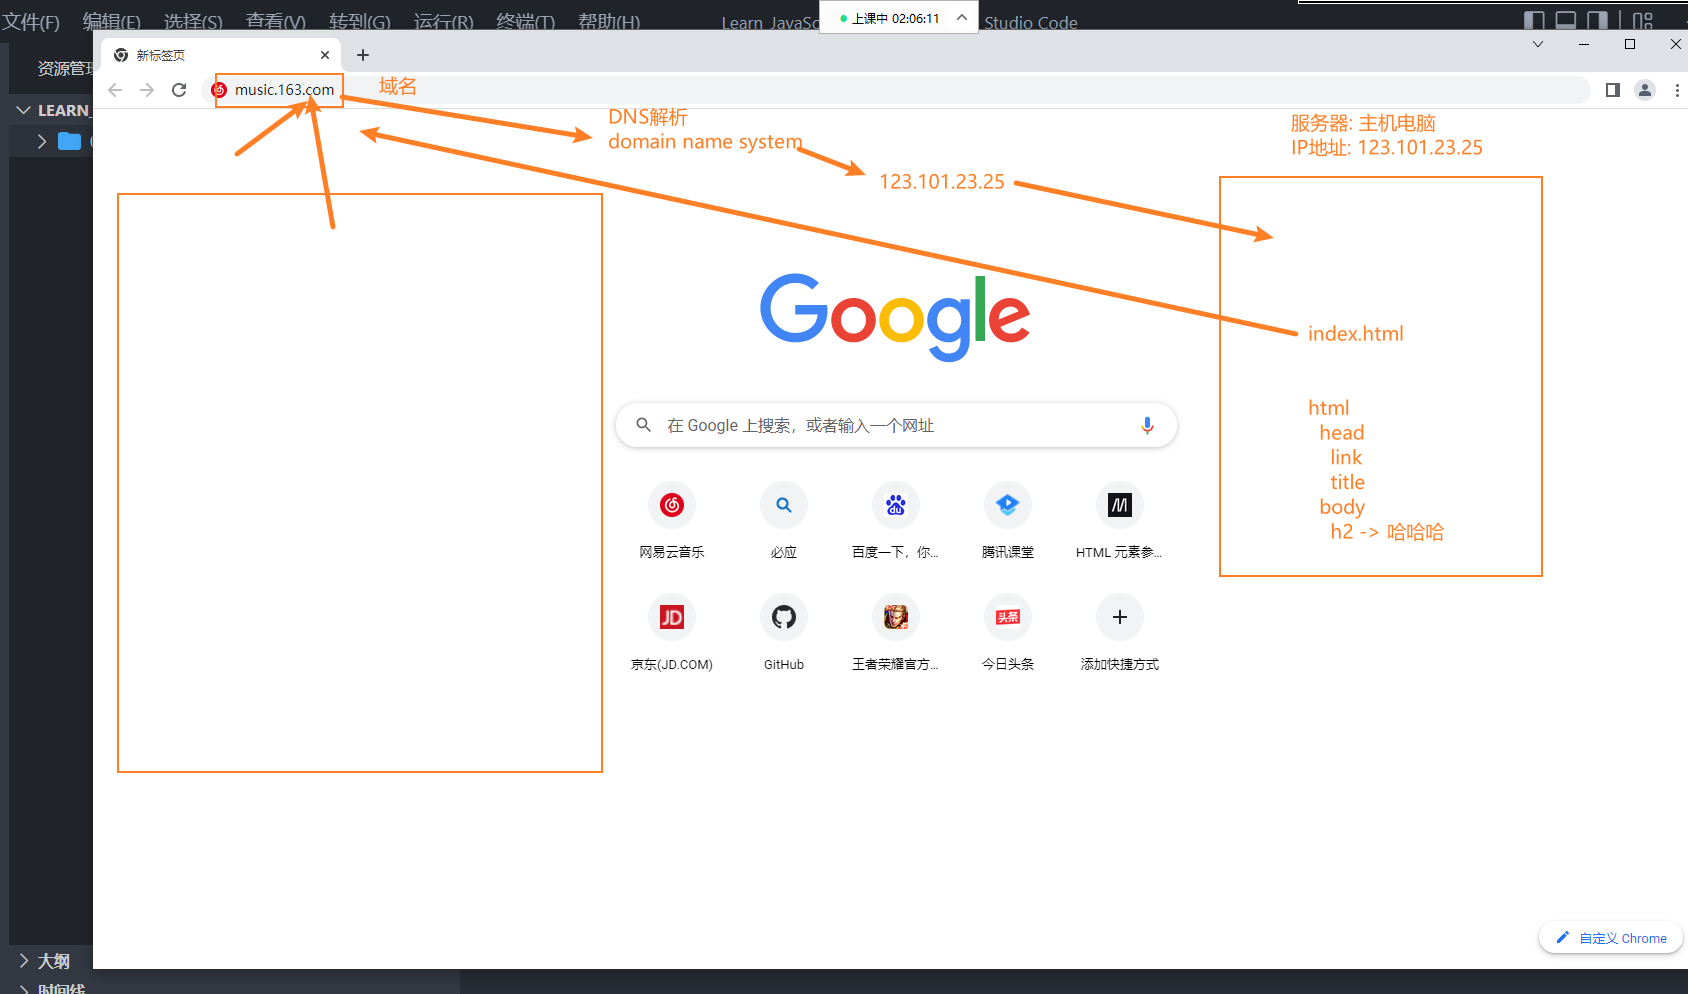 文件(F) 编辑(E) 选择(S) 查看(V) 转到(G) 运行(R) 终端(T) 帮助(H)
Learn_JavaSc
上课中 02:06:11
Studio Code
资源管
新标签页
music.163.com
域名
LEARN_
DNS解析
domain name system
123.101.23.25
服务器: 主机电脑
IP地址: 123.101.23.25
Google
index.html
html
head
link
title
body
h2 -> 哈哈哈
在 Google 上搜索，或者输入一个网址
网易云音乐
必应
du
百度一下，你...
腾讯课堂
HTML 元素参...
JD
京东(JD.COM)
GitHub
王者荣耀官方...
头条
今日头条
添加快捷方式
自定义 Chrome
大纲
时间线